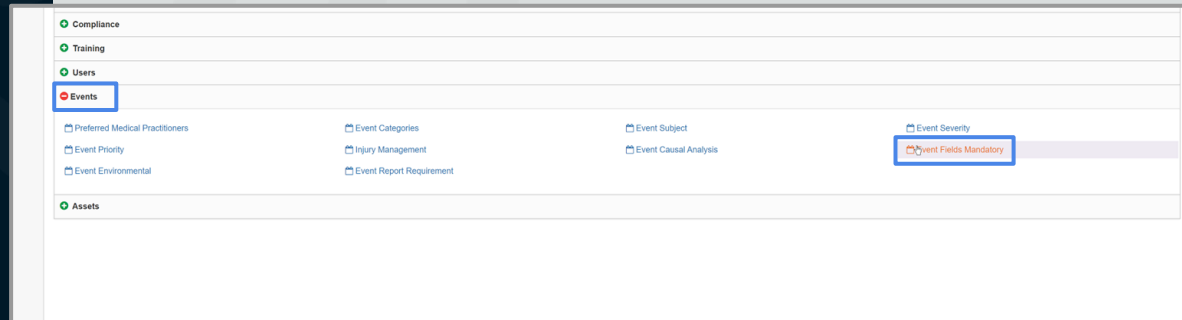 Compliance
Training
Users
Events
Preferred Medical Practitioners Event Categories Event Subject Event Severity
Event Priority Injury Management Event Causal Analysis Event Fields Mandatory
Event Environmental Event Report Requirement
Assets